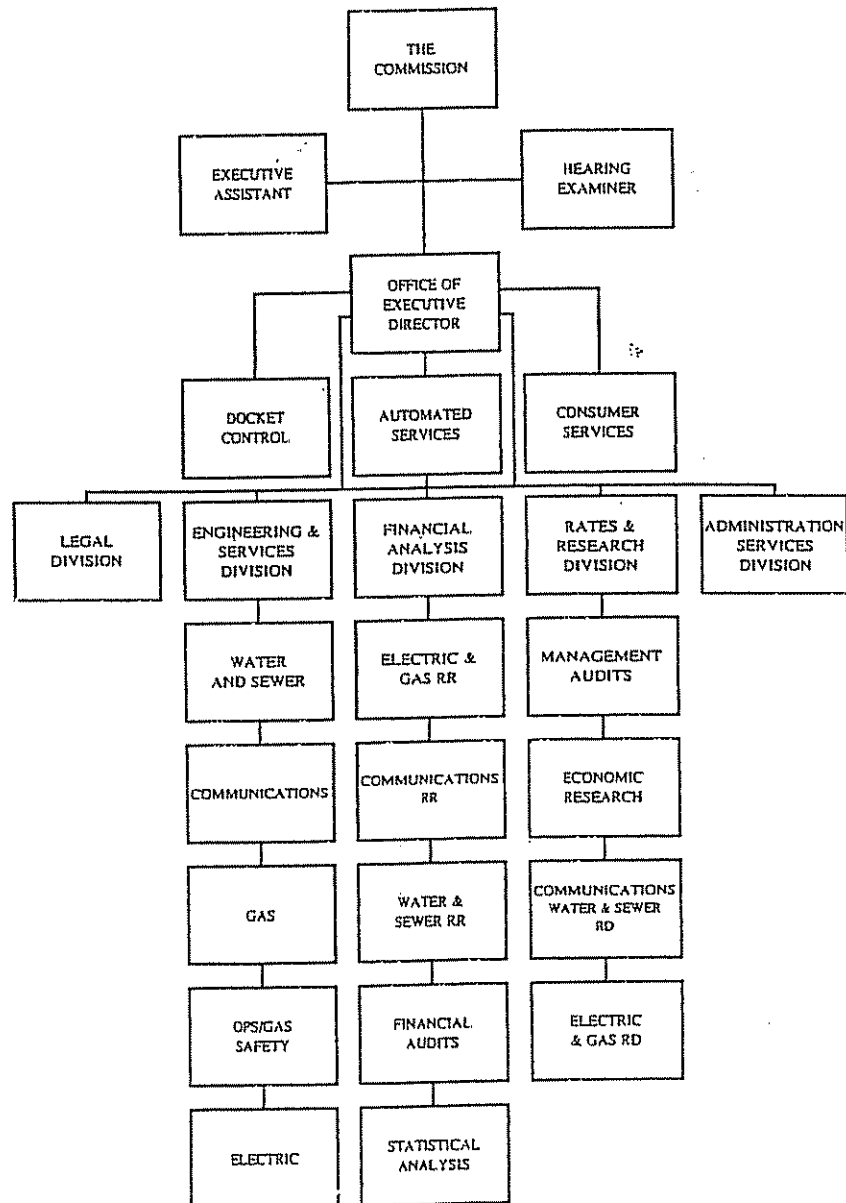 THE
COMMISSION
EXECUTIVE
ASSISTANT
HEARING
EXAMINER
OFFICE OF
EXECUTIVE
DIRECTOR
DOCKET
CONTROL
AUTOMATED
SERVICES
CONSUMER
SERVICES
LEGAL
DIVISION
ENGINEERING &
SERVICES
DIVISION
FINANCIAL
ANALYSIS
DIVISION
RATES &
RESEARCH
DIVISION
ADMINISTRATION
SERVICES
DIVISION
WATER
AND SEWER
ELECTRIC &
GAS RR
MANAGEMENT
AUDITS
COMMUNICATIONS
COMMUNICATIONS
RR
ECONOMIC
RESEARCH
GAS
WATER &
SEWER RR
COMMUNICATIONS
WATER & SEWER
RD
OPS/GAS
SAFETY
FINANCIAL
AUDITS
ELECTRIC
& GAS RD
ELECTRIC
STATISTICAL
ANALYSIS